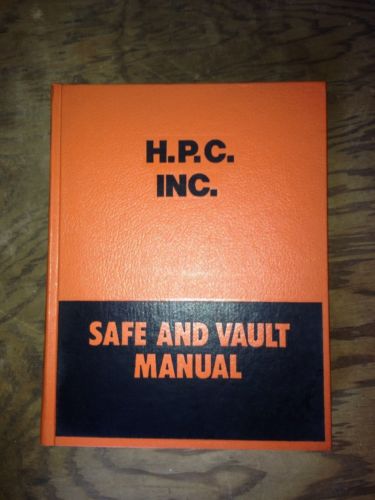 H.P.C.
INC.
SAFE AND VAULT
MANUAL